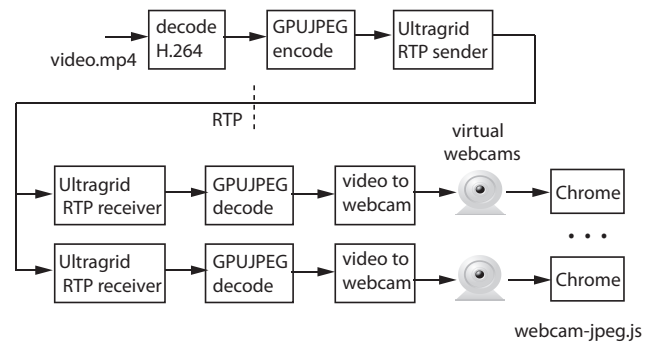 video.mp4
decode
H.264
GPUJPEG
encode
Ultragrid
RTP sender
RTP
virtual
webcams
Ultragrid
RTP receiver
GPUJPEG
decode
video to
webcam
Chrome
. . .
Ultragrid
RTP receiver
GPUJPEG
decode
video to
webcam
Chrome
webcam-jpeg.js